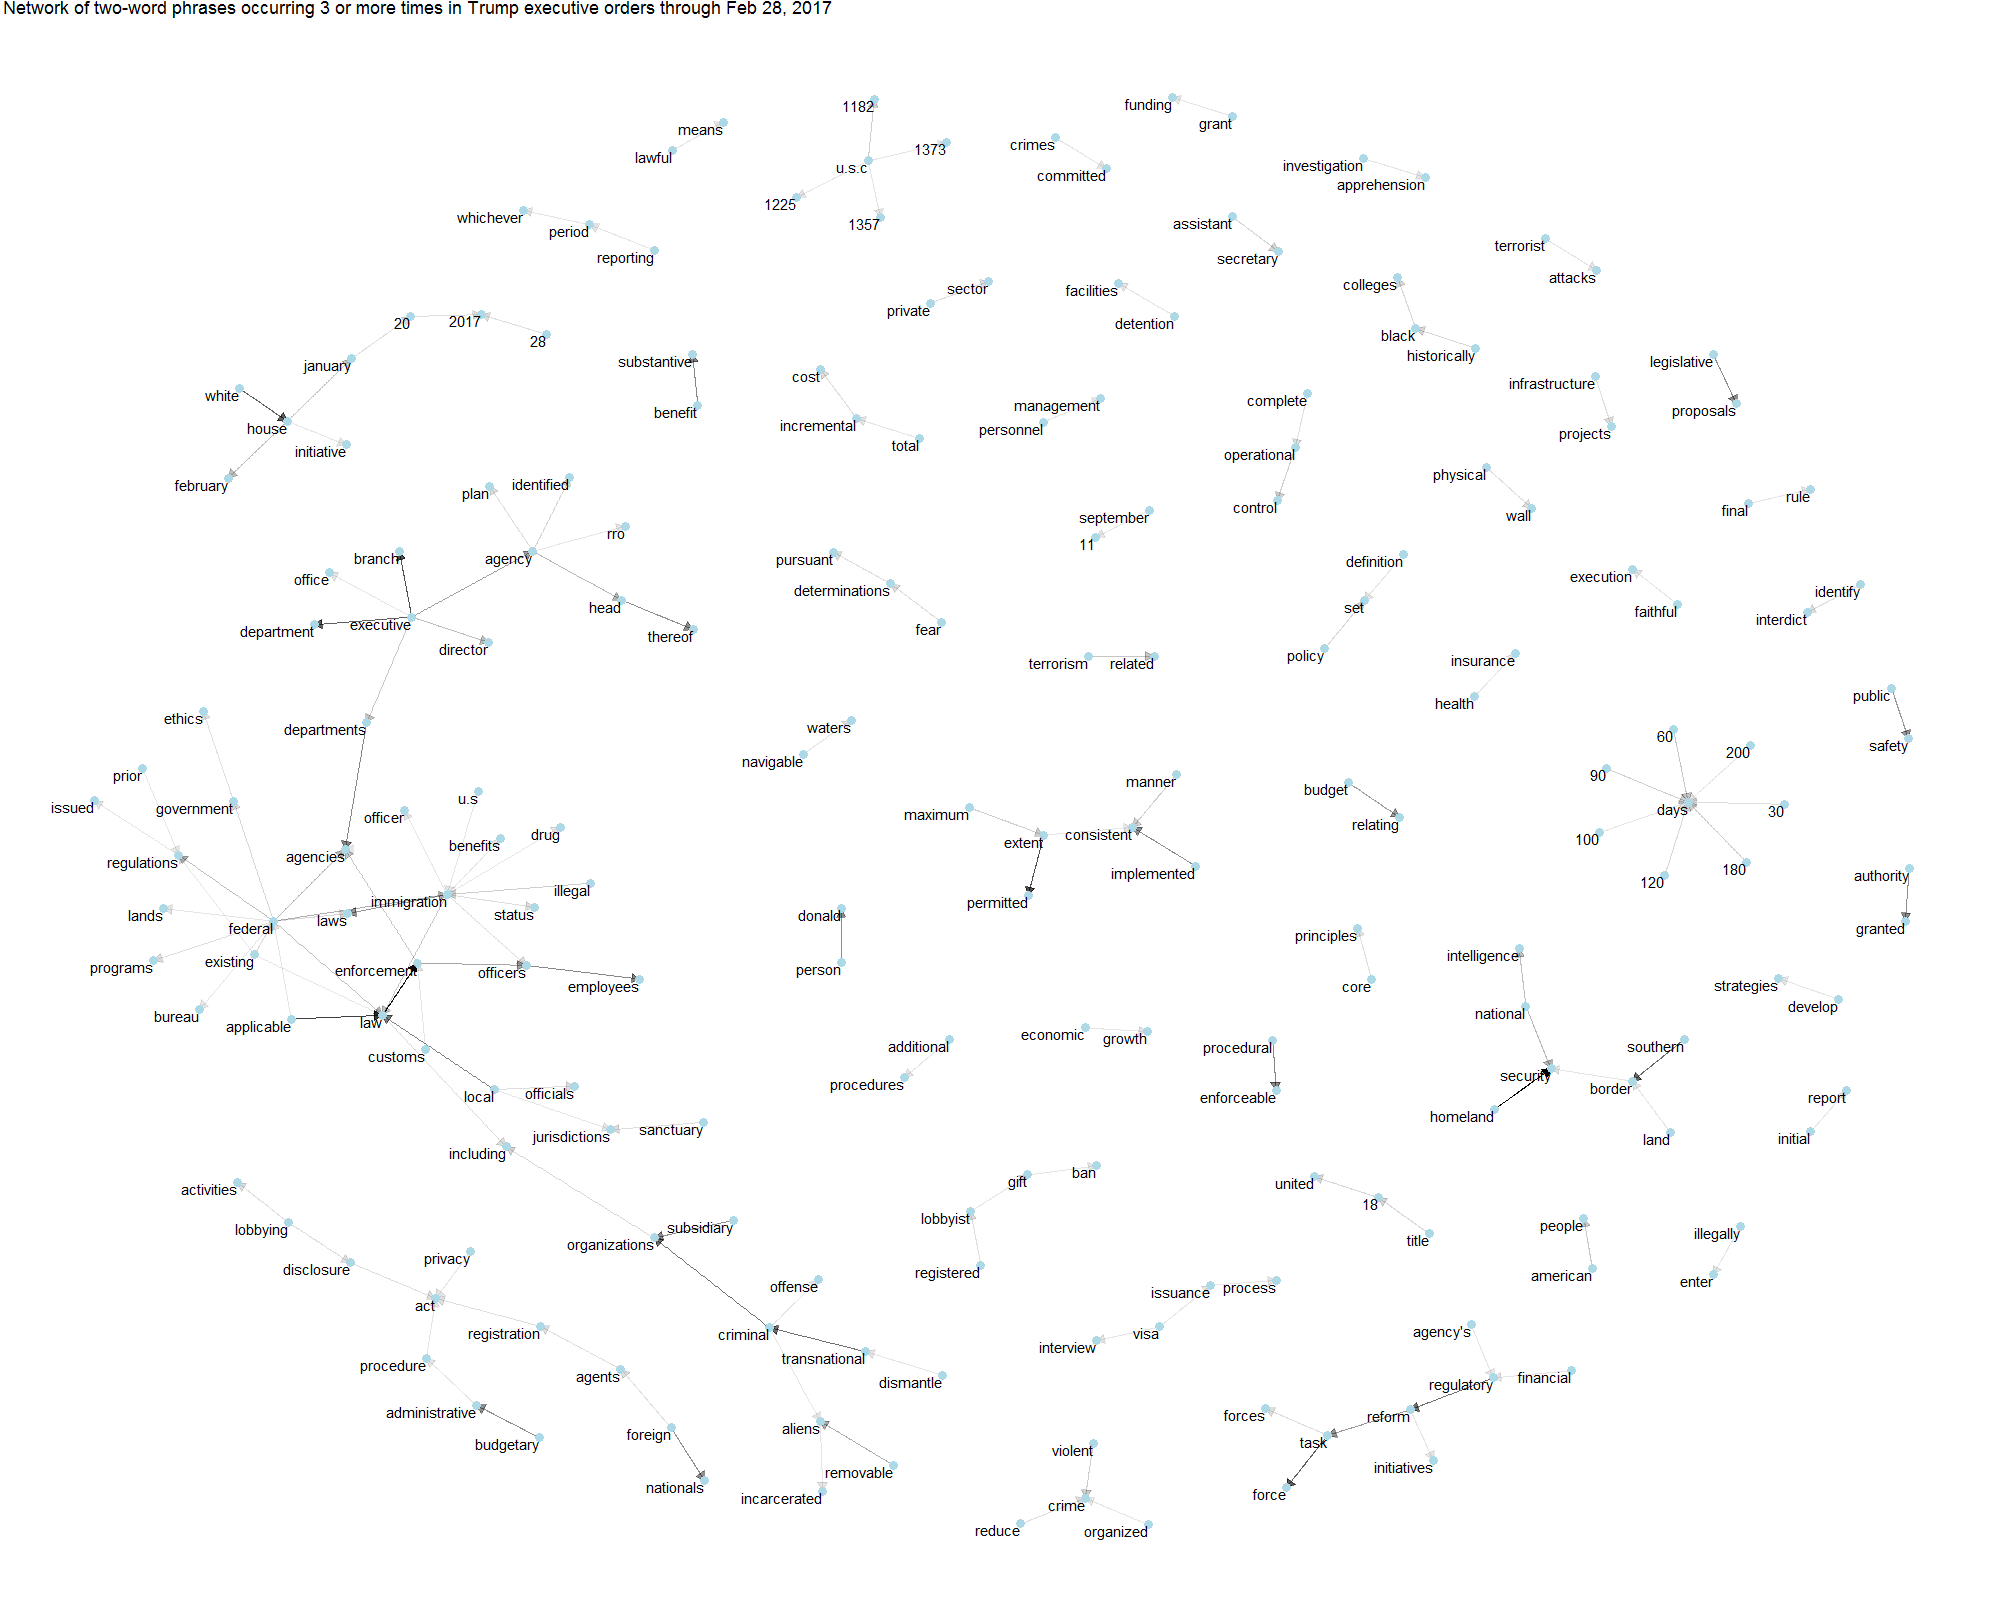 Network of two-word phrases occurring 3 or more times in Trump executive orders through Feb 28, 2017
funding
1182
grant
means
crimes
1373
lawful
investigation
u.s.c
committed
apprehension
1225
whichever
1357
assistant
period
terrorist
reporting
secretary
attacks
colleges
sector
facilities
private
detention
20
2017
black
28
historically
january
substantive
legislative
cost
infrastructure
white
complete
management
benefit
proposals
house
incremental
personnel
projects
total
initiative
operational
physical
february
identified
plan
rule
control
final
wall
september
rro
11
branch
agency
pursuant
definition
office
execution
determinations
identify
head
set
faithful
interdict
executive
fear
department
thereof
director
terrorism
related
policy
insurance
public
health
ethics
departments
waters
60
safety
200
navigable
prior
90
manner
budget
issued
government
u.s
days
30
officer
maximum
relating
drug
consistent
100
benefits
extent
agencies
regulations
180
implemented
authority
120
illegal
immigration
permitted
lands
status
donald
laws
federal
granted
principles
intelligence
existing
programs
enforcement
officers
person
strategies
employees
core
develop
national
bureau
law
applicable
economic
growth
additional
procedural
southern
customs
security
procedures
border
local
officials
enforceable
report
homeland
jurisdictions
sanctuary
land
initial
including
ban
gift
united
activities
18
lobbyist
people
subsidiary
lobbying
illegally
organizations
title
privacy
disclosure
registered
american
enter
offense
issuance
process
act
registration
criminal
visa
agency's
interview
transnational
procedure
agents
dismantle
regulatory
financial
administrative
forces
reform
aliens
foreign
task
budgetary
violent
initiatives
removable
nationals
force
incarcerated
crime
reduce
organized